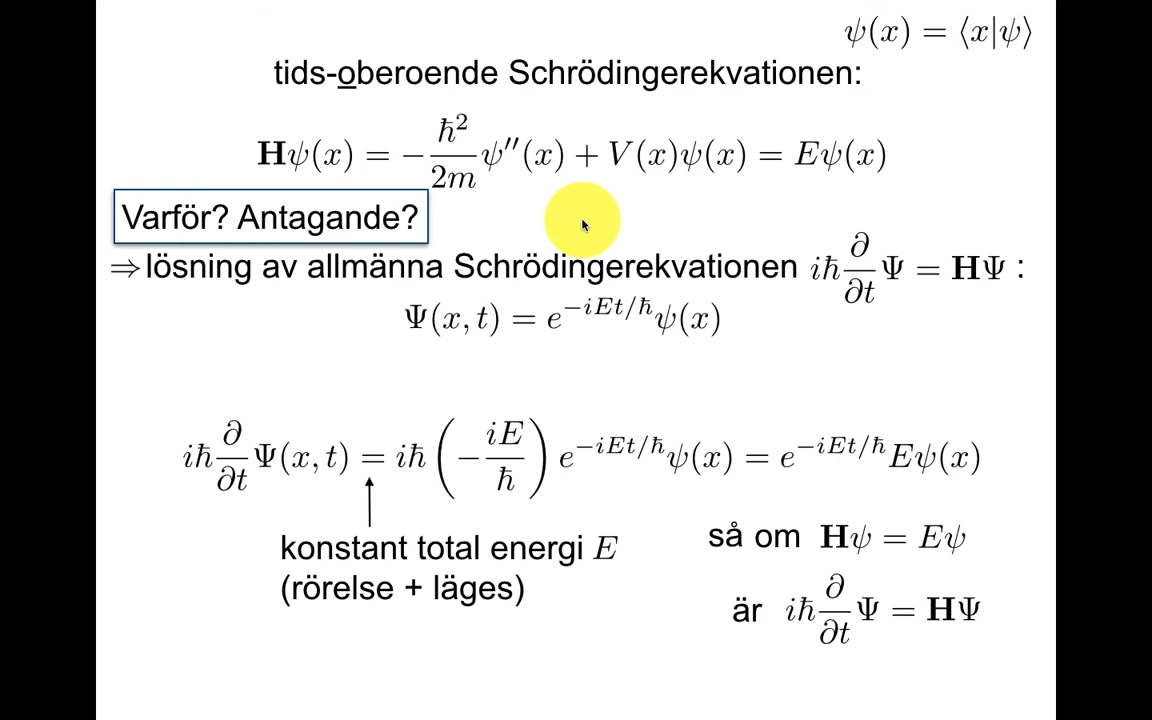 ψ(x) = ⟨x|ψ⟩
tids-oberoende Schrödingerekvationen:
Hψ(x) = −ħ²/2m ψ″(x) + V(x)ψ(x) = Eψ(x)
Varför? Antagande?
⇒ lösning av allmänna Schrödingerekvationen iħ ∂/∂t Ψ = HΨ :
Ψ(x, t) = e^{−iEt/ħ}ψ(x)
iħ ∂/∂t Ψ(x, t) = iħ (−iE/ħ) e^{−iEt/ħ}ψ(x) = e^{−iEt/ħ}Eψ(x)
konstant total energi E
(rörelse + läges)
så om Hψ = Eψ
är iħ ∂/∂t Ψ = HΨ